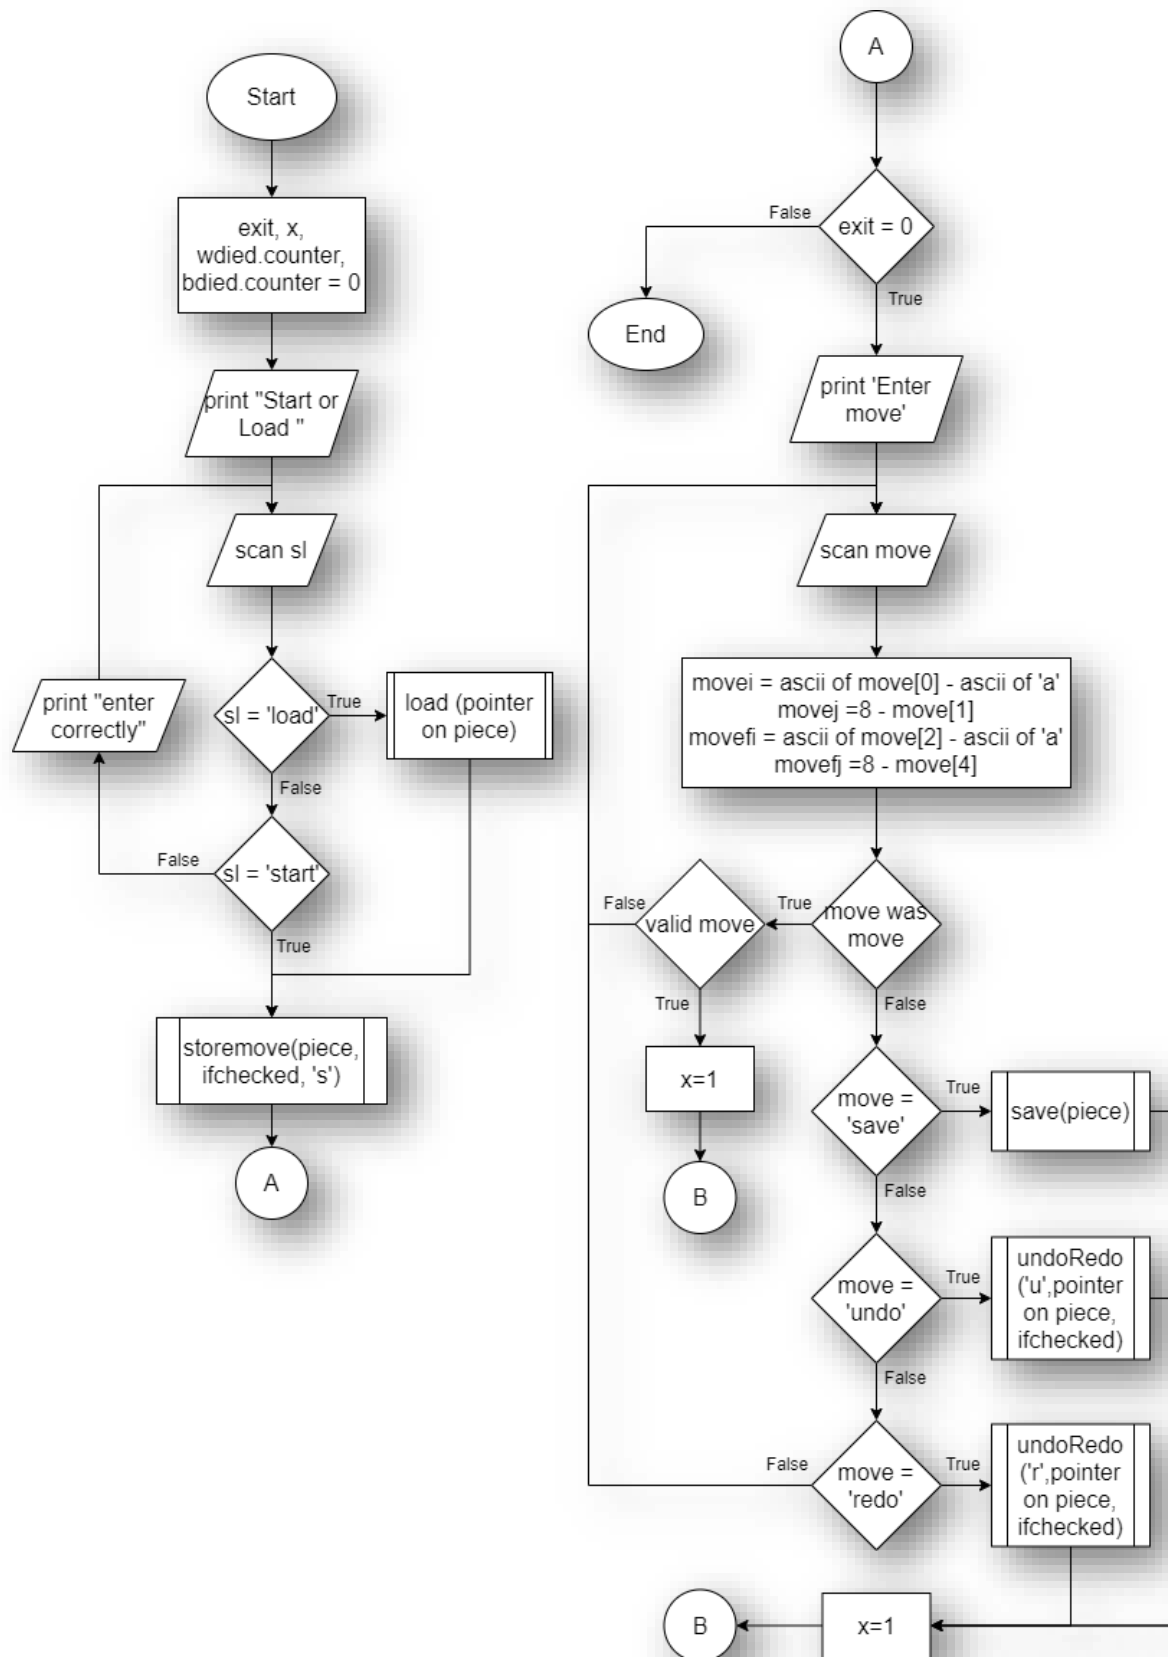 Start
exit, x,
wdied.counter,
bdied.counter = 0
print "Start or
Load "
scan sl
sl = 'load'
True
load (pointer
on piece)
print "enter
correctly"
False
sl = 'start'
False
True
storemove(piece,
ifchecked, 's')
A
A
exit = 0
False
End
True
print 'Enter
move'
scan move
movei = ascii of move[0] - ascii of 'a'
movej =8 - move[1]
movefi = ascii of move[2] - ascii of 'a'
movefj =8 - move[4]
move was
move
True
valid move
False
True
x=1
B
False
move =
'save'
True
save(piece)
False
move =
'undo'
True
undoRedo
('u',pointer
on piece,
ifchecked)
False
move =
'redo'
False
True
undoRedo
('r',pointer
on piece,
ifchecked)
x=1
B